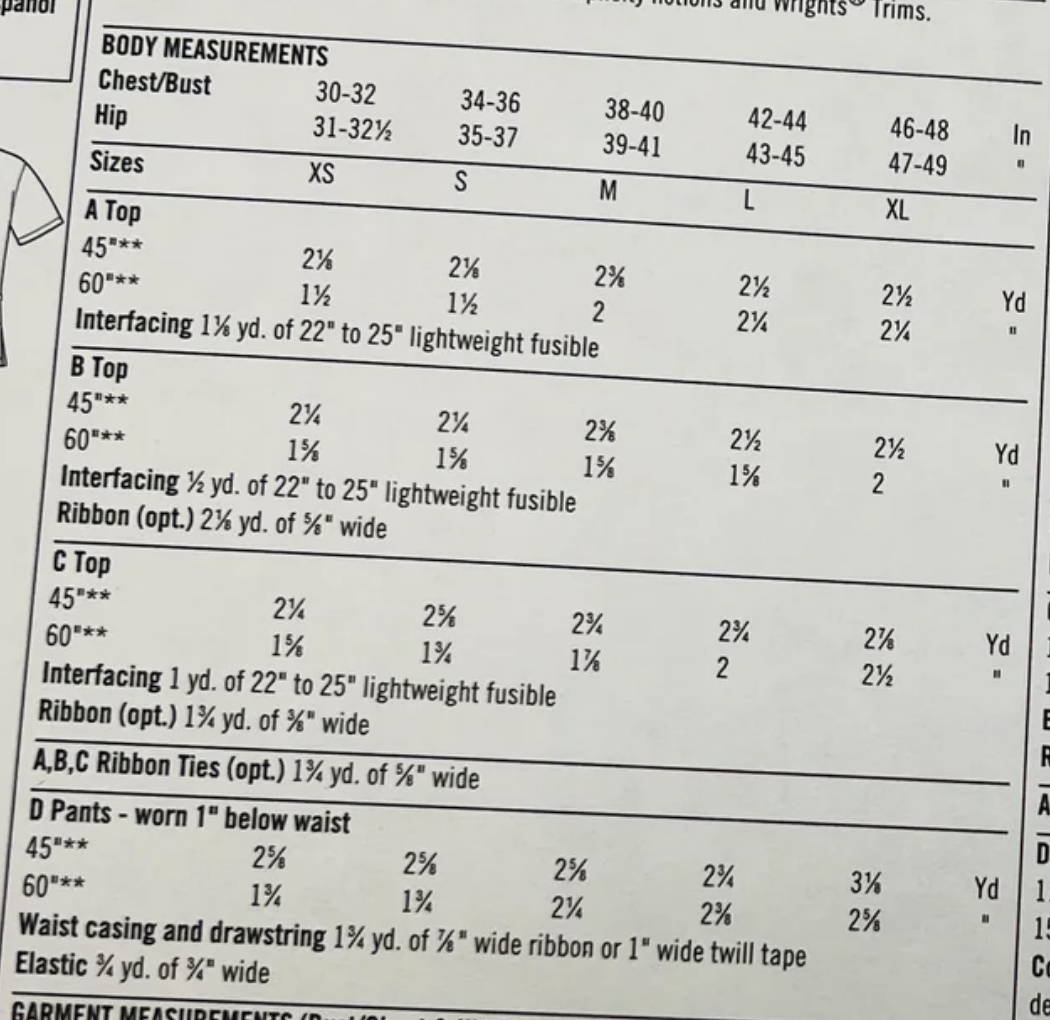 pañol
notions and Wrights® Trims.
BODY MEASUREMENTS
Chest/Bust 30-32 34-36 38-40 42-44 46-48 In
Hip 31-32½ 35-37 39-41 43-45 47-49 "
Sizes XS S M L XL
A Top
45"** 2⅛ 2⅛ 2⅜ 2½ 2½ Yd
60"** 1½ 1½ 2 2¼ 2¼ "
Interfacing 1⅛ yd. of 22" to 25" lightweight fusible
B Top
45"** 2¼ 2¼ 2⅜ 2½ 2½ Yd
60"** 1⅝ 1⅝ 1⅝ 1⅝ 2 "
Interfacing ½ yd. of 22" to 25" lightweight fusible
Ribbon (opt.) 2⅛ yd. of ⅝" wide
C Top
45"** 2¼ 2⅝ 2¾ 2¾ 2⅞ Yd
60"** 1⅝ 1¾ 1⅞ 2 2½ "
Interfacing 1 yd. of 22" to 25" lightweight fusible
Ribbon (opt.) 1¾ yd. of ⅜" wide
A,B,C Ribbon Ties (opt.) 1¾ yd. of ⅝" wide
D Pants - worn 1" below waist
45"** 2⅝ 2⅝ 2⅝ 2¾ 3⅛ Yd
60"** 1¾ 1¾ 2¼ 2⅜ 2⅝ "
Waist casing and drawstring 1¾ yd. of ⅞" wide ribbon or 1" wide twill tape
Elastic ¾ yd. of ¾" wide
GARMENT MEASUREMENTS